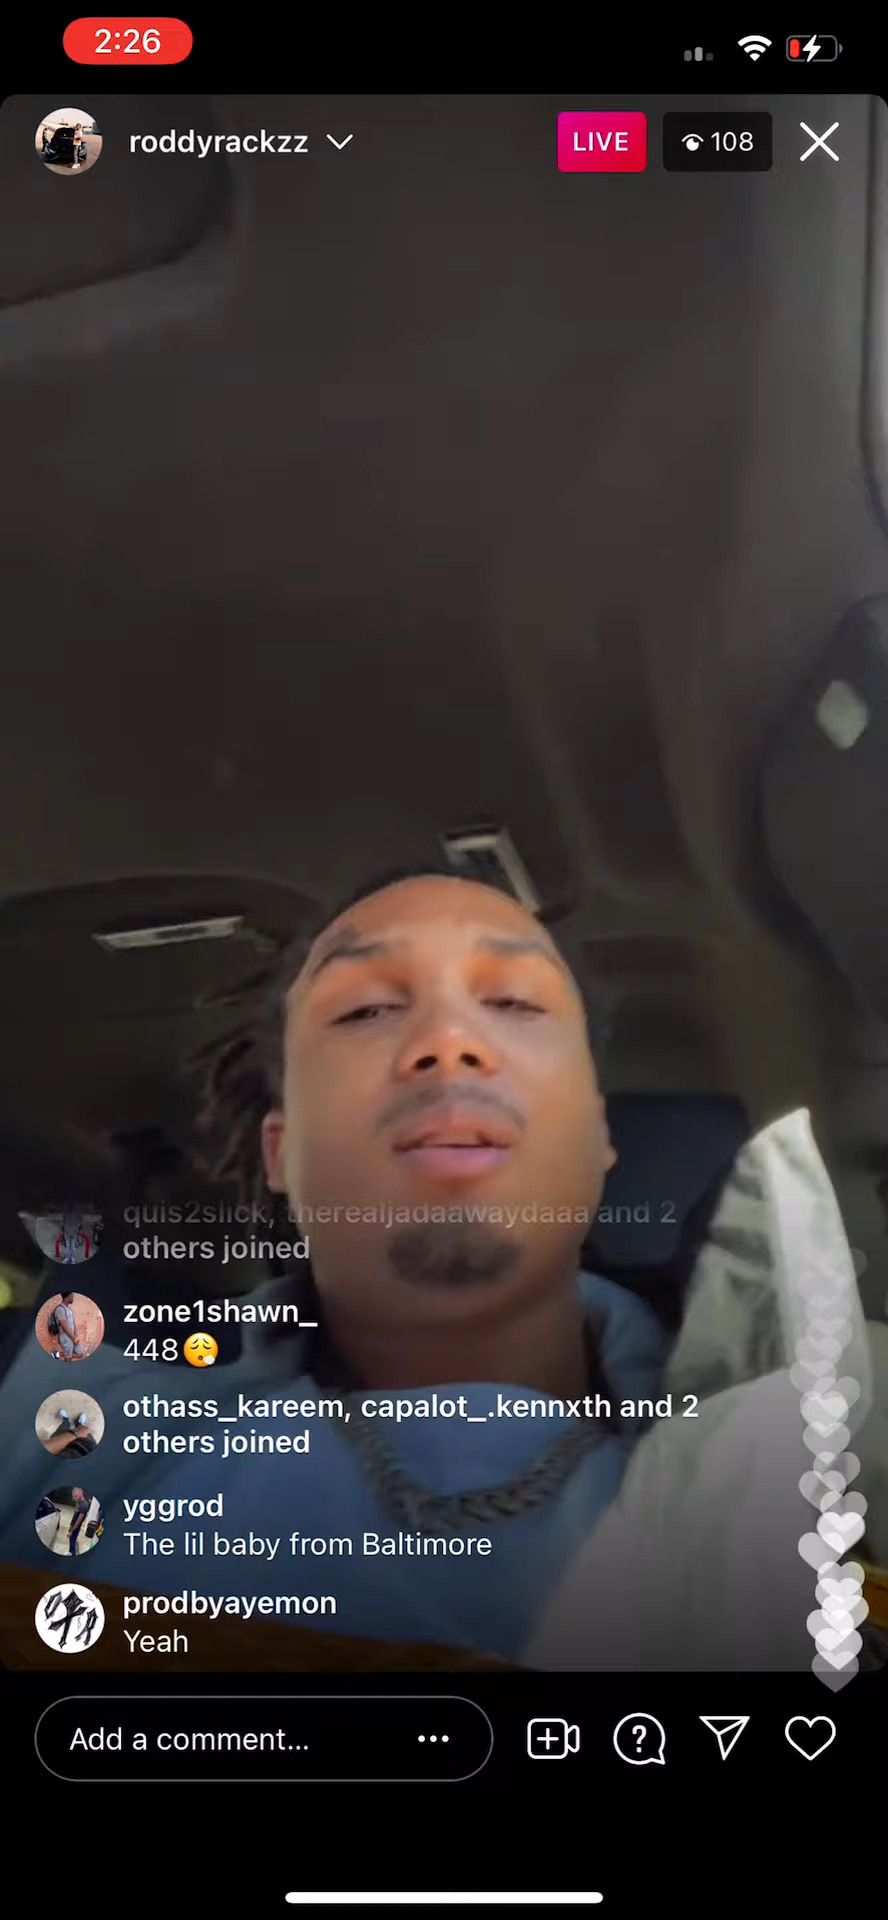 2:26
roddyrackzz
LIVE
108
quis2slick, therealjadaawaydaaa and 2
others joined
zone1shawn_
448😮‍💨
othass_kareem, capalot_.kennxth and 2
others joined
yggrod
The lil baby from Baltimore
prodbyayemon
Yeah
Add a comment...